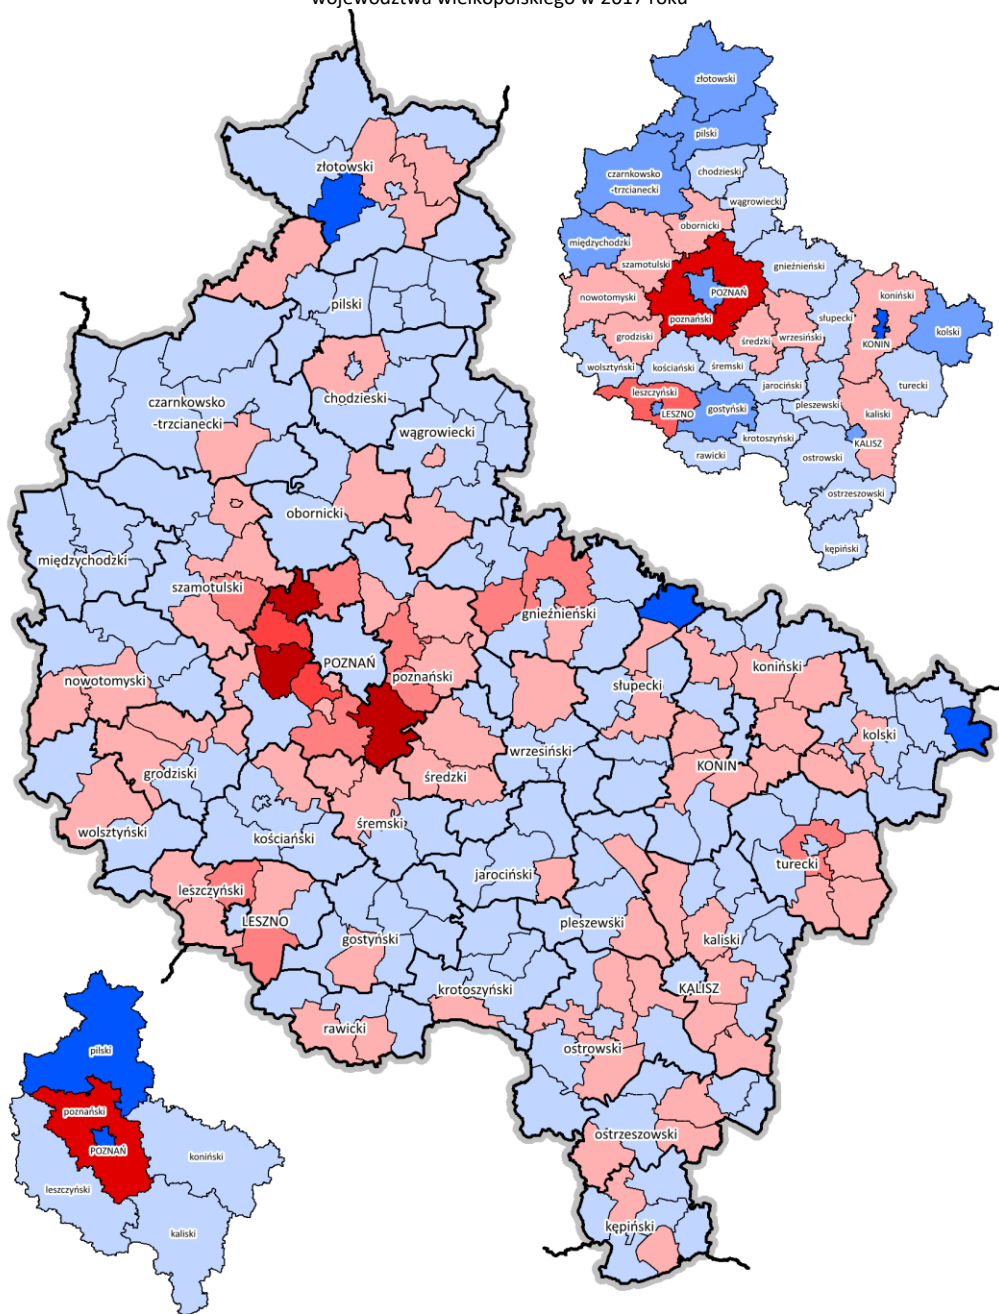 województwa wielkopolskiego w 2017 roku
złotowski
pilski
czarnkowsko
-trzcianecki
chodzieski
wągrowiecki
obornicki
międzychodzki
szamotulski
gnieźnieński
POZNAŃ
poznański
nowotomyski
słupecki
koniński
KONIN
kolski
grodziski
średzki
wrzesiński
wolsztyński
kościański
śremski
jarociński
turecki
leszczyński
LESZNO
gostyński
pleszewski
kaliski
KALISZ
krotoszyński
rawicki
ostrowski
ostrzeszowski
kępiński
złotowski
pilski
chodzieski
czarnkowsko
-trzcianecki
wągrowiecki
obornicki
międzychodzki
szamotulski
gnieźnieński
POZNAŃ
poznański
nowotomyski
koniński
słupecki
kolski
wrzesiński
KONIN
grodziski
średzki
śremski
wolsztyński
kościański
turecki
jarociński
leszczyński
LESZNO
pleszewski
gostyński
kaliski
krotoszyński
KALISZ
rawicki
ostrowski
ostrzeszowski
kępiński
pilski
poznański
POZNAŃ
koniński
leszczyński
kaliski